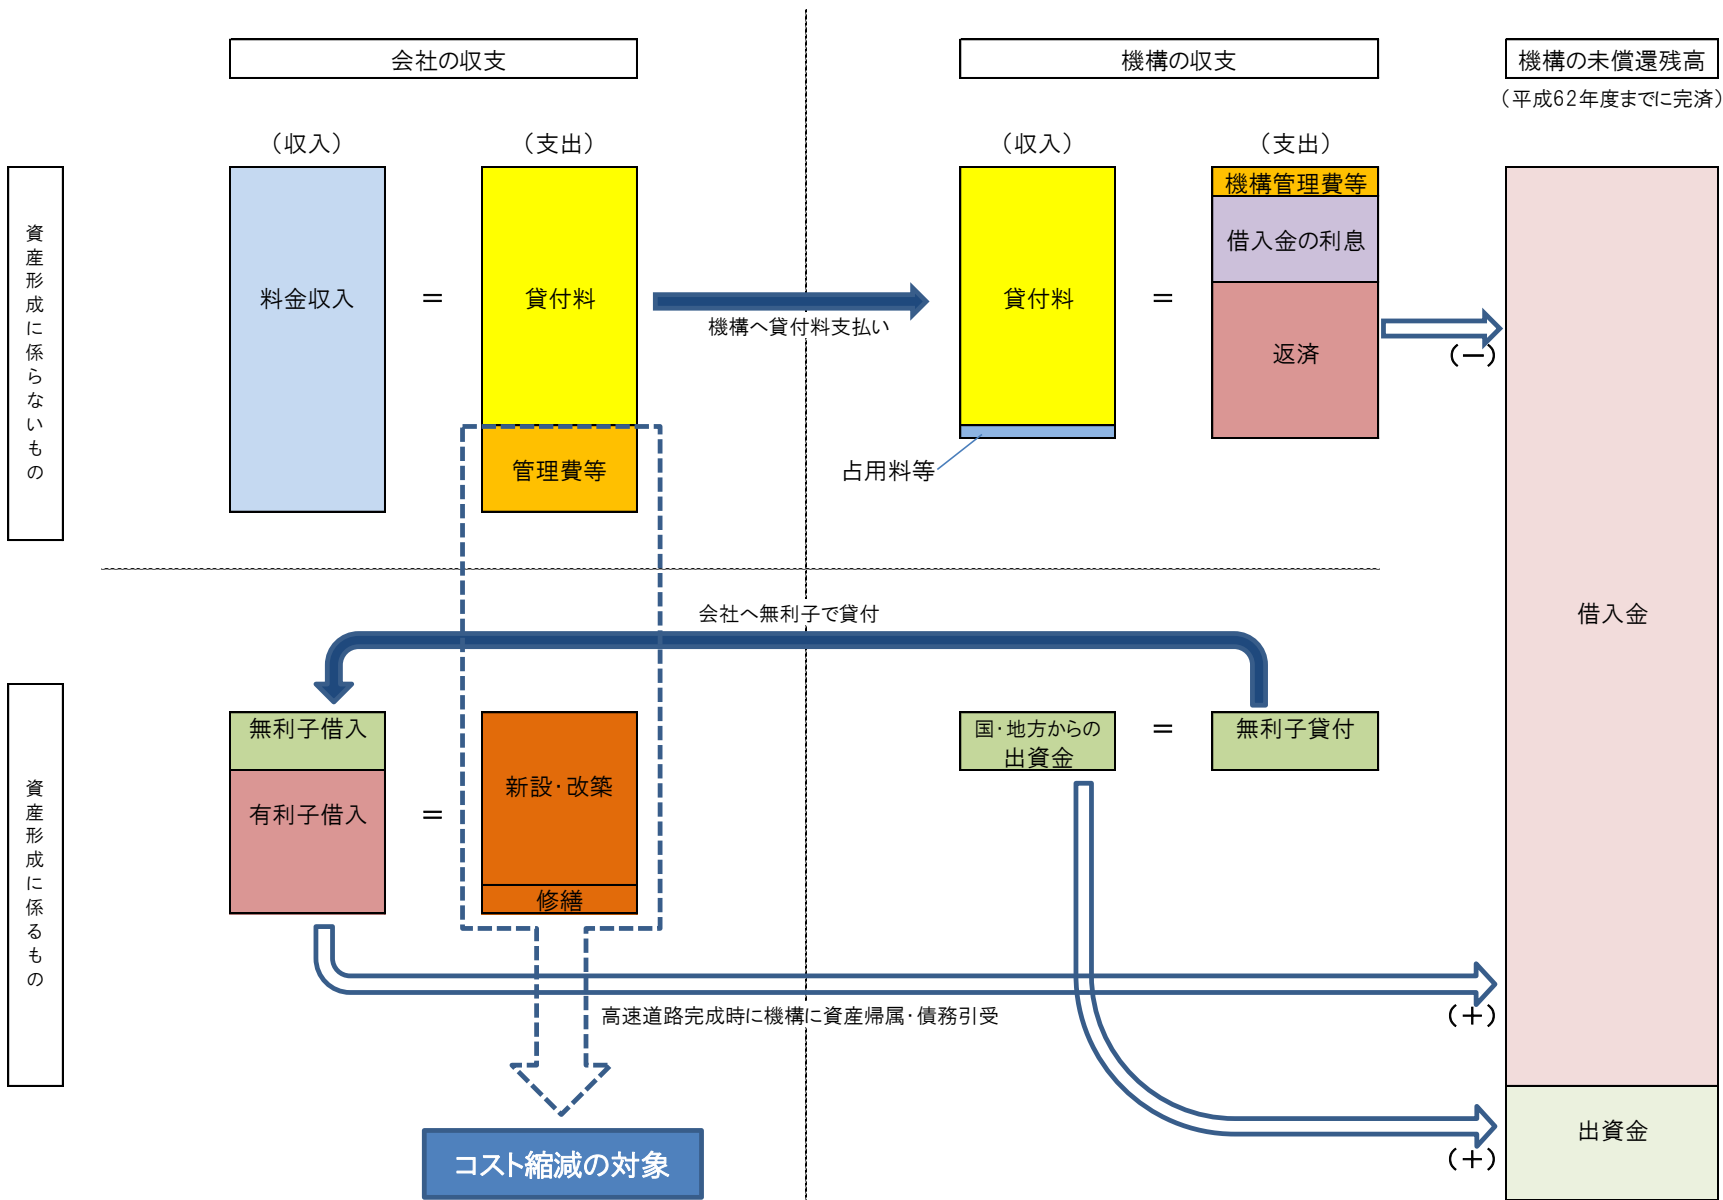 会社の収支
機構の収支
機構の未償還残高
（平成62年度までに完済）
（収入）
（支出）
（収入）
（支出）
資産形成に係らないもの
料金収入
＝
貸付料
管理費等
機構へ貸付料支払い
貸付料
占用料等
＝
機構管理費等
借入金の利息
返済
（－）
借入金
会社へ無利子で貸付
資産形成に係るもの
無利子借入
有利子借入
＝
新設・改築
修繕
国・地方からの
出資金
＝
無利子貸付
高速道路完成時に機構に資産帰属・債務引受
（＋）
出資金
（＋）
コスト縮減の対象